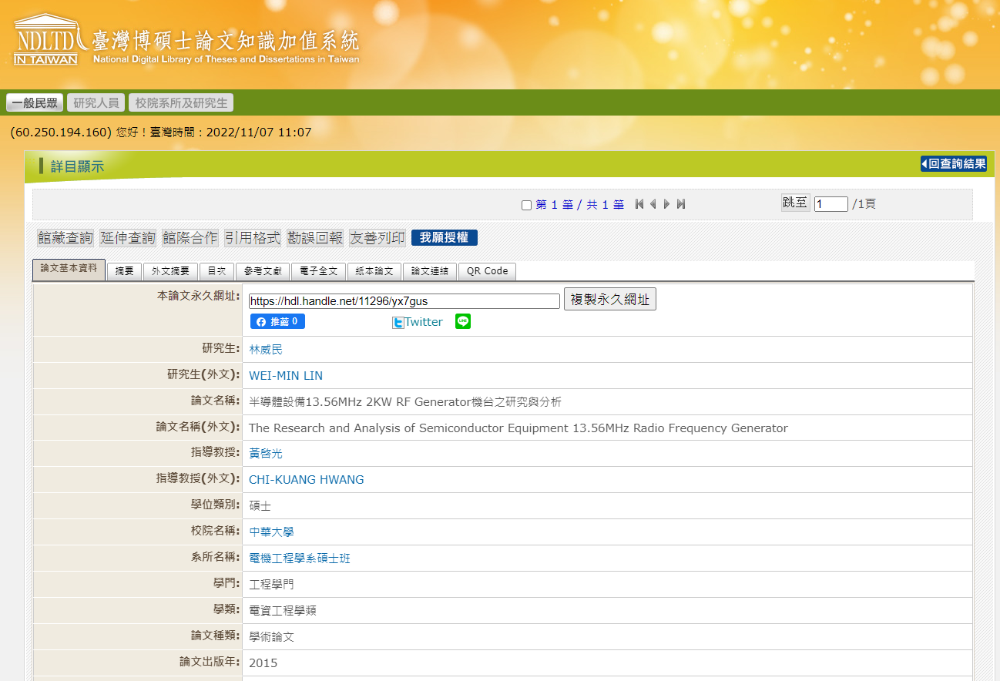 NDLTD
IN TAIWAN
臺灣博碩士論文知識加值系統
National Digital Library of Theses and Dissertations in Taiwan
一般民眾 研究人員 校院系所及研究生
(60.250.194.160) 您好！臺灣時間：2022/11/07 11:07
詳目顯示 回查詢結果
第 1 筆 / 共 1 筆 跳至 1 /1頁
館藏查詢 延伸查詢 館際合作 引用格式 勘誤回報 友善列印 我願授權
論文基本資料 摘要 外文摘要 目次 參考文獻 電子全文 紙本論文 論文連結 QR Code
本論文永久網址: https://hdl.handle.net/11296/yx7gus 複製永久網址
推薦 0 Twitter LINE
研究生: 林威民
研究生(外文): WEI-MIN LIN
論文名稱: 半導體設備13.56MHz 2KW RF Generator機台之研究與分析
論文名稱(外文): The Research and Analysis of Semiconductor Equipment 13.56MHz Radio Frequency Generator
指導教授: 黃啓光
指導教授(外文): CHI-KUANG HWANG
學位類別: 碩士
校院名稱: 中華大學
系所名稱: 電機工程學系碩士班
學門: 工程學門
學類: 電資工程學類
論文種類: 學術論文
論文出版年: 2015